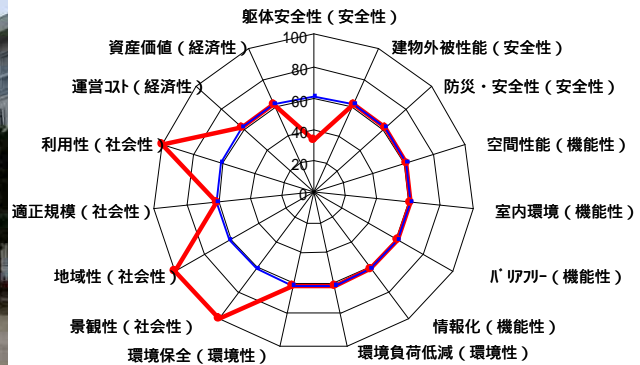 躯体安全性（安全性）
建物外被性能（安全性）
防災・安全性（安全性）
空間性能（機能性）
室内環境（機能性）
ﾊﾞﾘｱﾌﾘｰ（機能性）
情報化（機能性）
環境負荷低減（環境性）
環境保全（環境性）
景観性（社会性）
地域性（社会性）
適正規模（社会性）
利用性（社会性）
運営ｺｽﾄ（経済性）
資産価値（経済性）
100
80
60
40
20
0